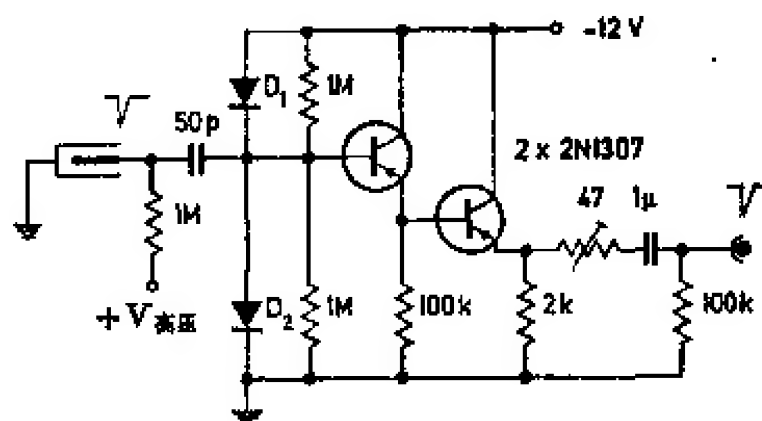 -12 V
D₁
1M
50p
2 x 2N1307
47
1μ
1M
+ V高压
D₂
1M
100k
2k
100k